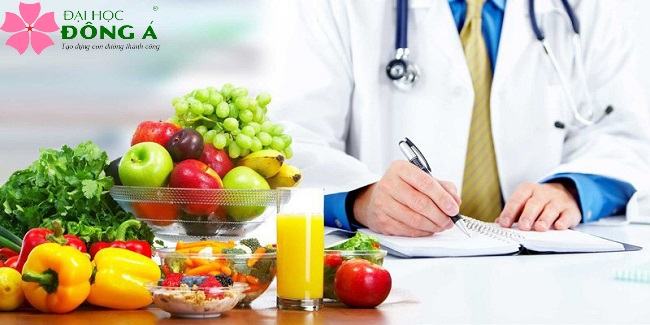 ĐẠI HỌC
ĐÔNG Á
Tạo dựng con đường thành công